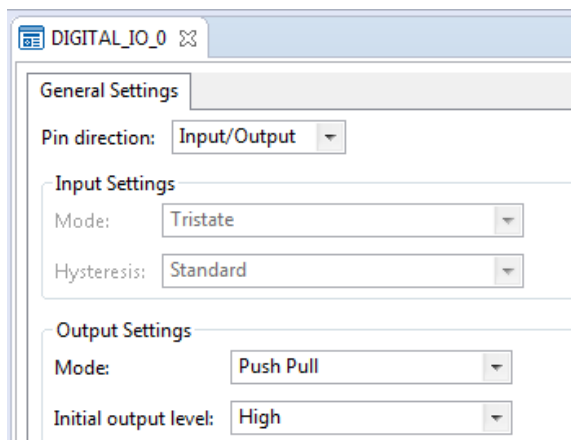 DIGITAL_IO_0
General Settings
Pin direction: Input/Output
Input Settings
Mode: Tristate
Hysteresis: Standard
Output Settings
Mode: Push Pull
Initial output level: High